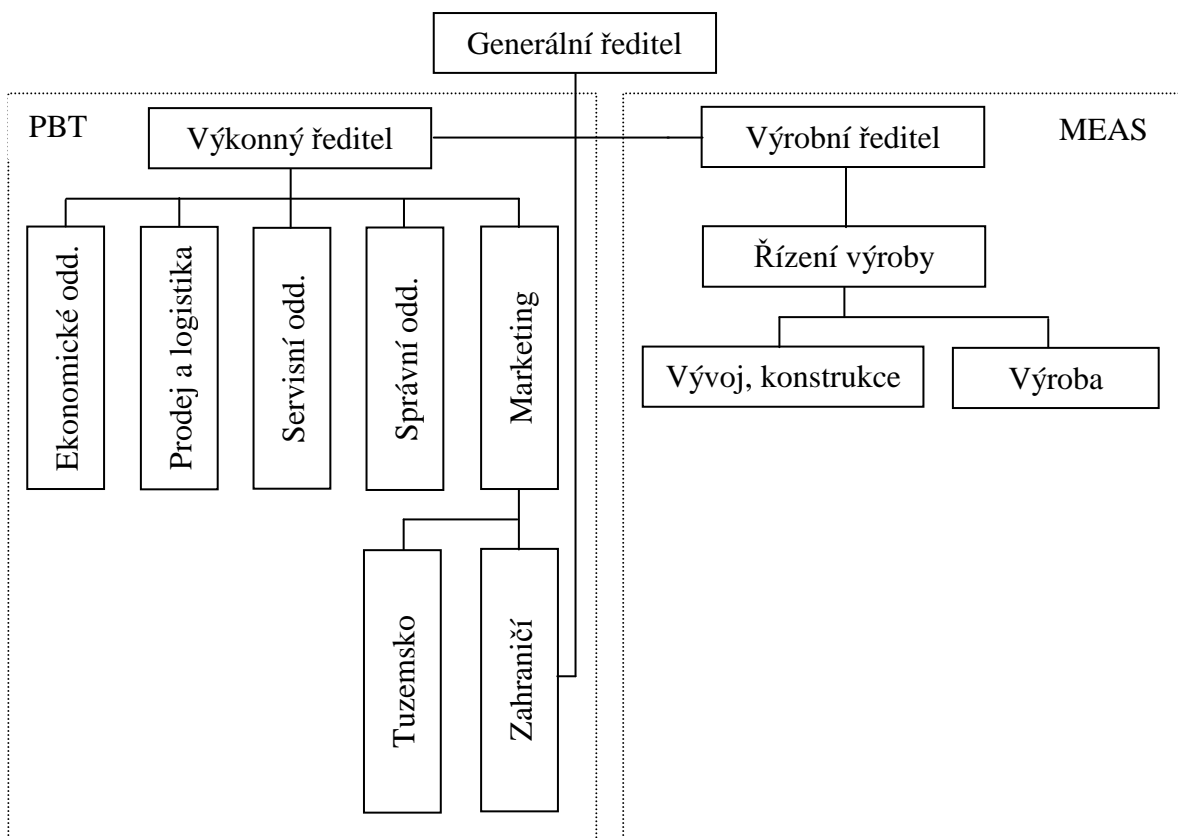 Generální ředitel
PBT
Výkonný ředitel
Výrobní ředitel
MEAS
Ekonomické odd.
Prodej a logistika
Servisní odd.
Správní odd.
Marketing
Řízení výroby
Vývoj, konstrukce
Výroba
Tuzemsko
Zahraničí